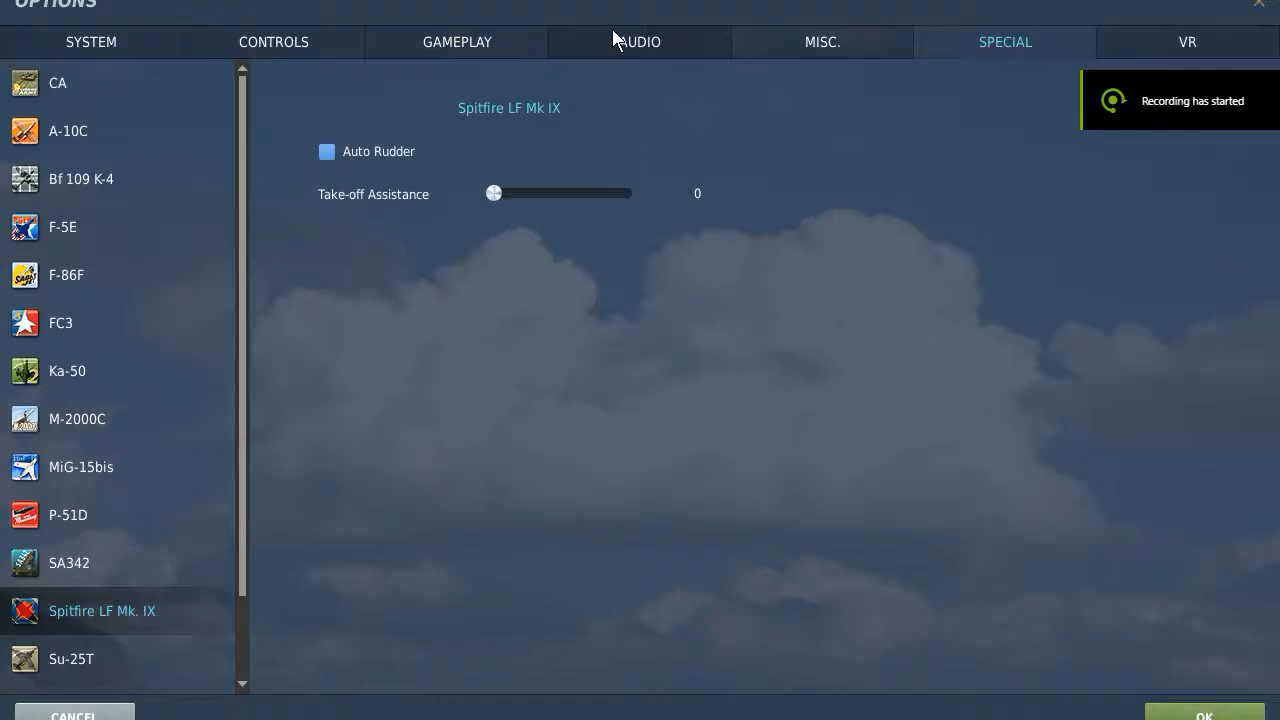 OPTIONS
SYSTEM
CONTROLS
GAMEPLAY
AUDIO
MISC.
SPECIAL
VR
Recording has started
CA
A-10C
Bf 109 K-4
F-5E
F-86F
FC3
Ka-50
M-2000C
MiG-15bis
P-51D
SA342
Spitfire LF Mk. IX
Su-25T
Spitfire LF Mk IX
Auto Rudder
Take-off Assistance 0
CANCEL
OK